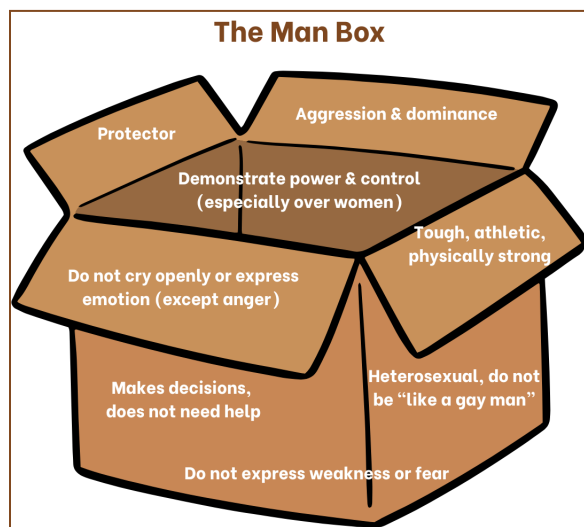 The Man Box
Protector
Aggression & dominance
Demonstrate power & control
(especially over women)
Tough, athletic,
physically strong
Do not cry openly or express
emotion (except anger)
Makes decisions,
does not need help
Heterosexual, do not
be “like a gay man”
Do not express weakness or fear